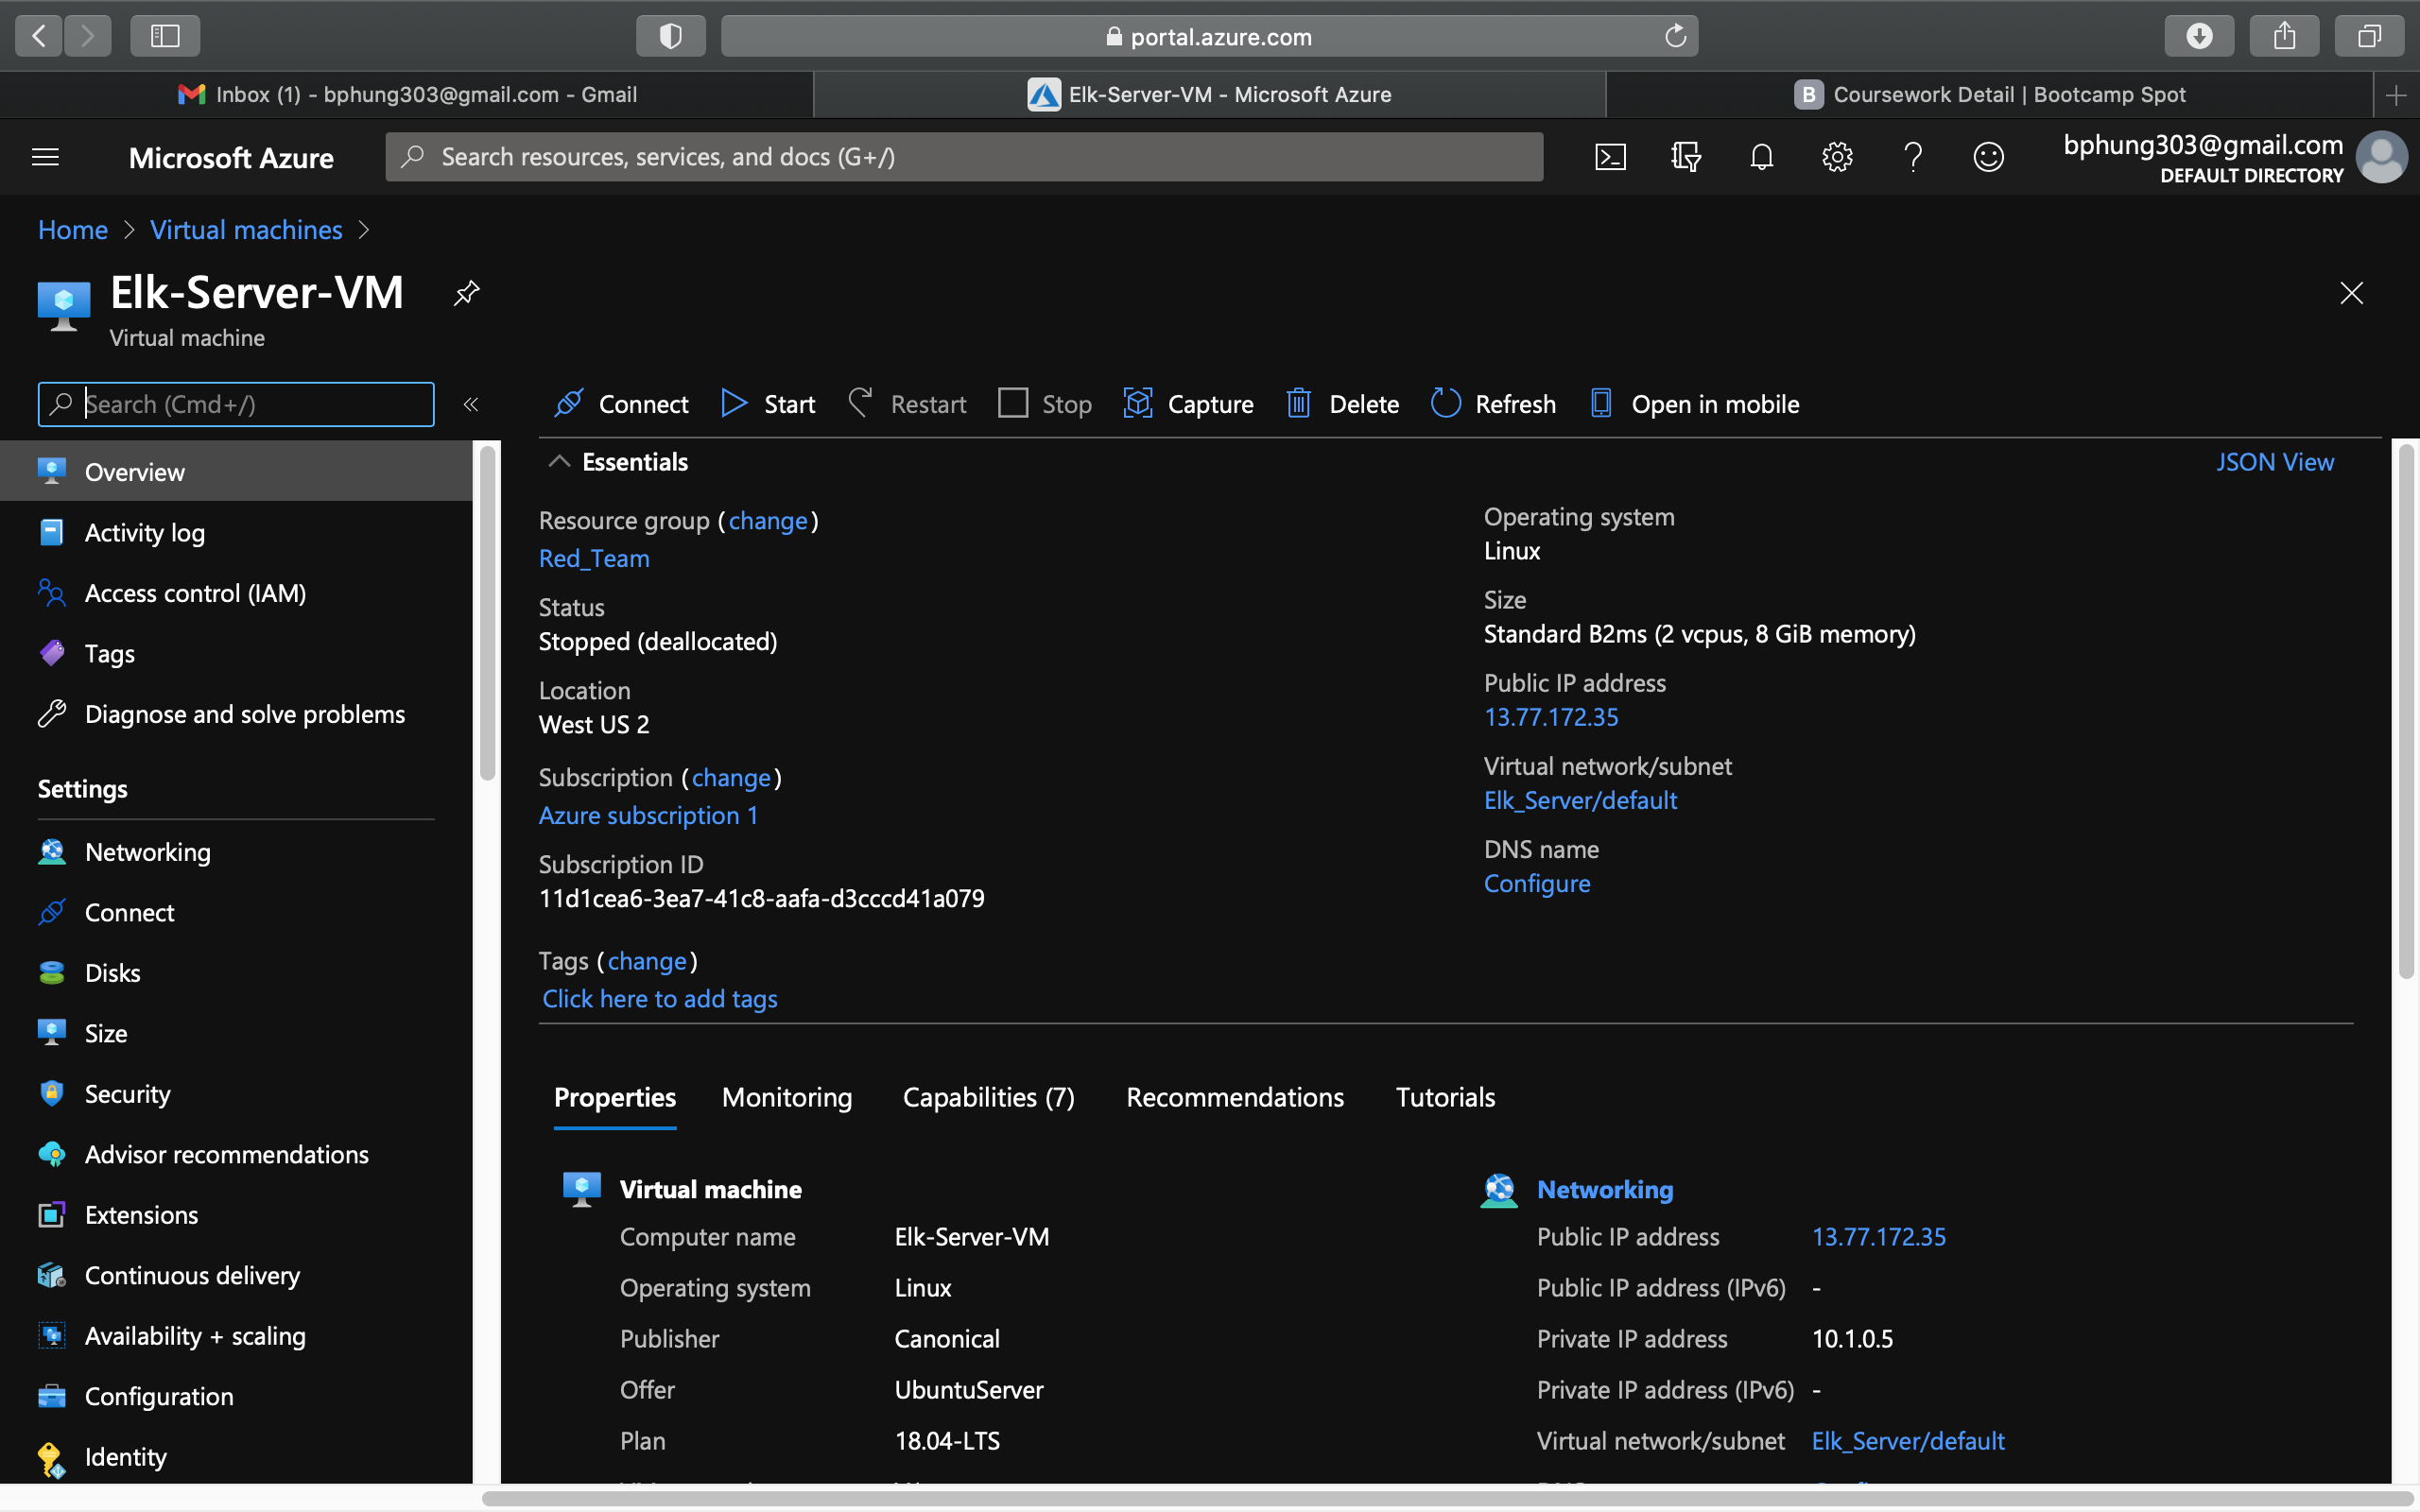 portal.azure.com
Inbox (1) - bphung303@gmail.com - Gmail
Elk-Server-VM - Microsoft Azure
B Coursework Detail | Bootcamp Spot
Microsoft Azure
Search resources, services, and docs (G+/)
bphung303@gmail.com
DEFAULT DIRECTORY
Home > Virtual machines >
Elk-Server-VM
Virtual machine
Search (Cmd+/)
«
Connect
Start
Restart
Stop
Capture
Delete
Refresh
Open in mobile
Overview
Activity log
Access control (IAM)
Tags
Diagnose and solve problems
Settings
Networking
Connect
Disks
Size
Security
Advisor recommendations
Extensions
Continuous delivery
Availability + scaling
Configuration
Identity
Essentials
JSON View
Resource group (change)
Red_Team
Status
Stopped (deallocated)
Location
West US 2
Subscription (change)
Azure subscription 1
Subscription ID
11d1cea6-3ea7-41c8-aafa-d3cccd41a079
Tags (change)
Click here to add tags
Operating system
Linux
Size
Standard B2ms (2 vcpus, 8 GiB memory)
Public IP address
13.77.172.35
Virtual network/subnet
Elk_Server/default
DNS name
Configure
Properties
Monitoring
Capabilities (7)
Recommendations
Tutorials
Virtual machine
Computer name Elk-Server-VM
Operating system Linux
Publisher Canonical
Offer UbuntuServer
Plan 18.04-LTS
Networking
Public IP address 13.77.172.35
Public IP address (IPv6) -
Private IP address 10.1.0.5
Private IP address (IPv6) -
Virtual network/subnet Elk_Server/default